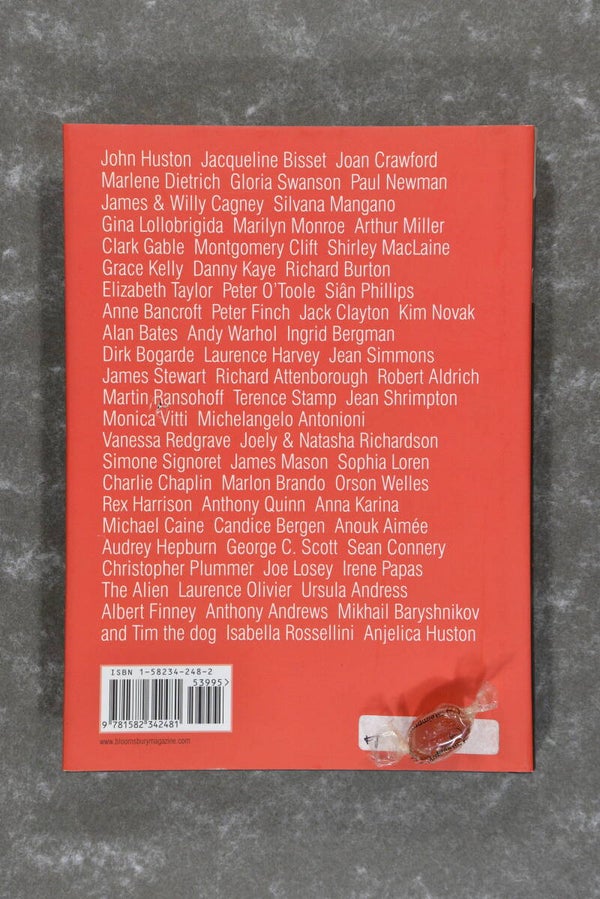 John Huston Jacqueline Bisset Joan Crawford
Marlene Dietrich Gloria Swanson Paul Newman
James & Willy Cagney Silvana Mangano
Gina Lollobrigida Marilyn Monroe Arthur Miller
Clark Gable Montgomery Clift Shirley MacLaine
Grace Kelly Danny Kaye Richard Burton
Elizabeth Taylor Peter O'Toole Siân Phillips
Anne Bancroft Peter Finch Jack Clayton Kim Novak
Alan Bates Andy Warhol Ingrid Bergman
Dirk Bogarde Laurence Harvey Jean Simmons
James Stewart Richard Attenborough Robert Aldrich
Martin Ransohoff Terence Stamp Jean Shrimpton
Monica Vitti Michelangelo Antonioni
Vanessa Redgrave Joely & Natasha Richardson
Simone Signoret James Mason Sophia Loren
Charlie Chaplin Marlon Brando Orson Welles
Rex Harrison Anthony Quinn Anna Karina
Michael Caine Candice Bergen Anouk Aimée
Audrey Hepburn George C. Scott Sean Connery
Christopher Plummer Joe Losey Irene Papas
The Alien Laurence Olivier Ursula Andress
Albert Finney Anthony Andrews Mikhail Baryshnikov
and Tim the dog Isabella Rossellini Anjelica Huston
ISBN 1-58234-248-2
53995>
9 781582 342481
www.bloomsburymagazine.com